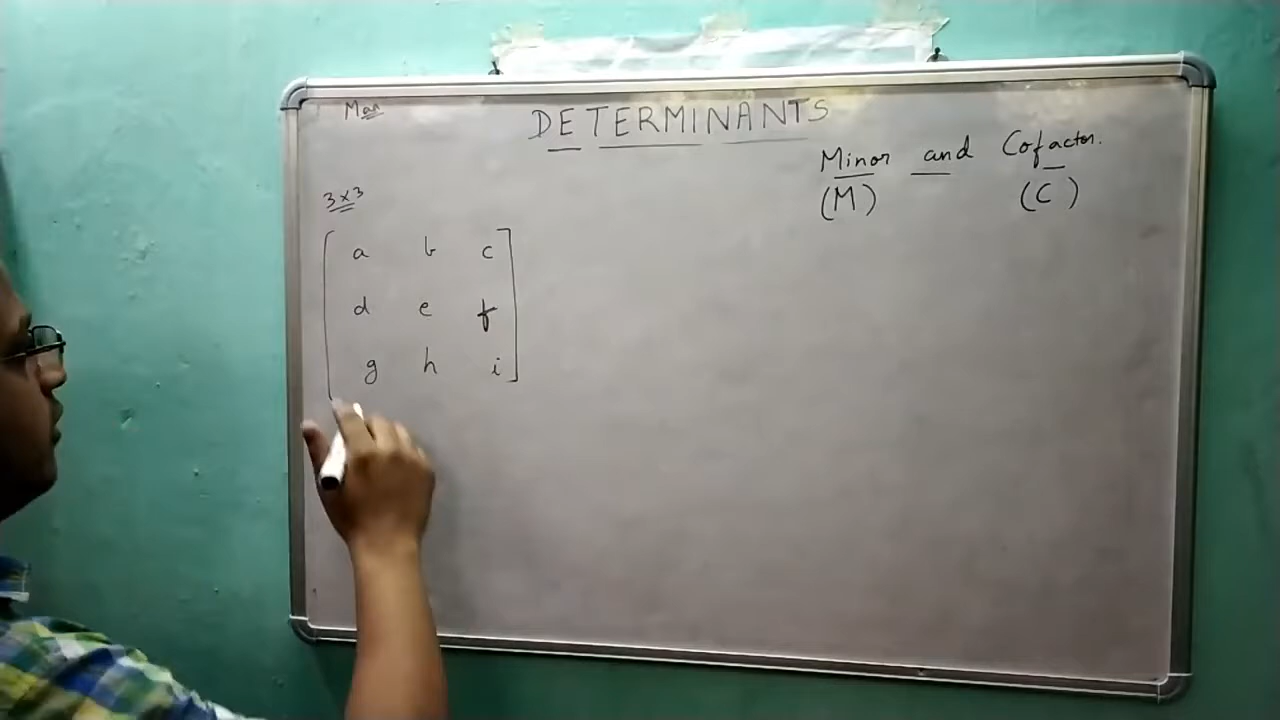 DETERMINANTS
Minor and Cofactor.
(M) (C)
3x3
a b c
d e f
g h i